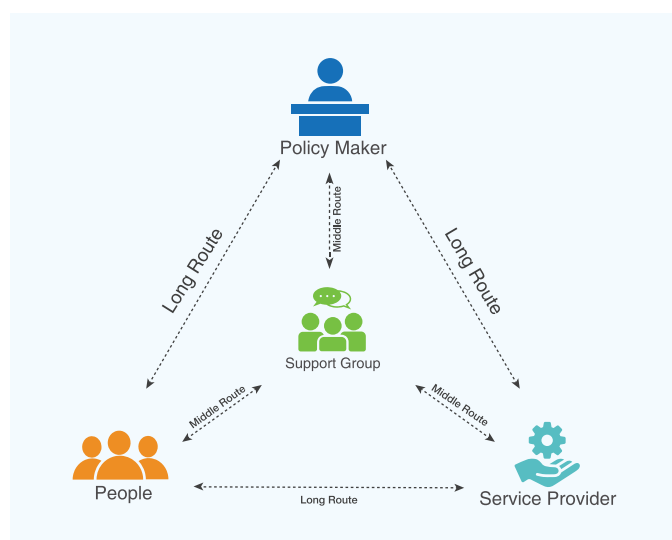 Policy Maker
Middle Route
Long Route
Long Route
Support Group
Middle Route
Middle Route
People
Long Route
Service Provider